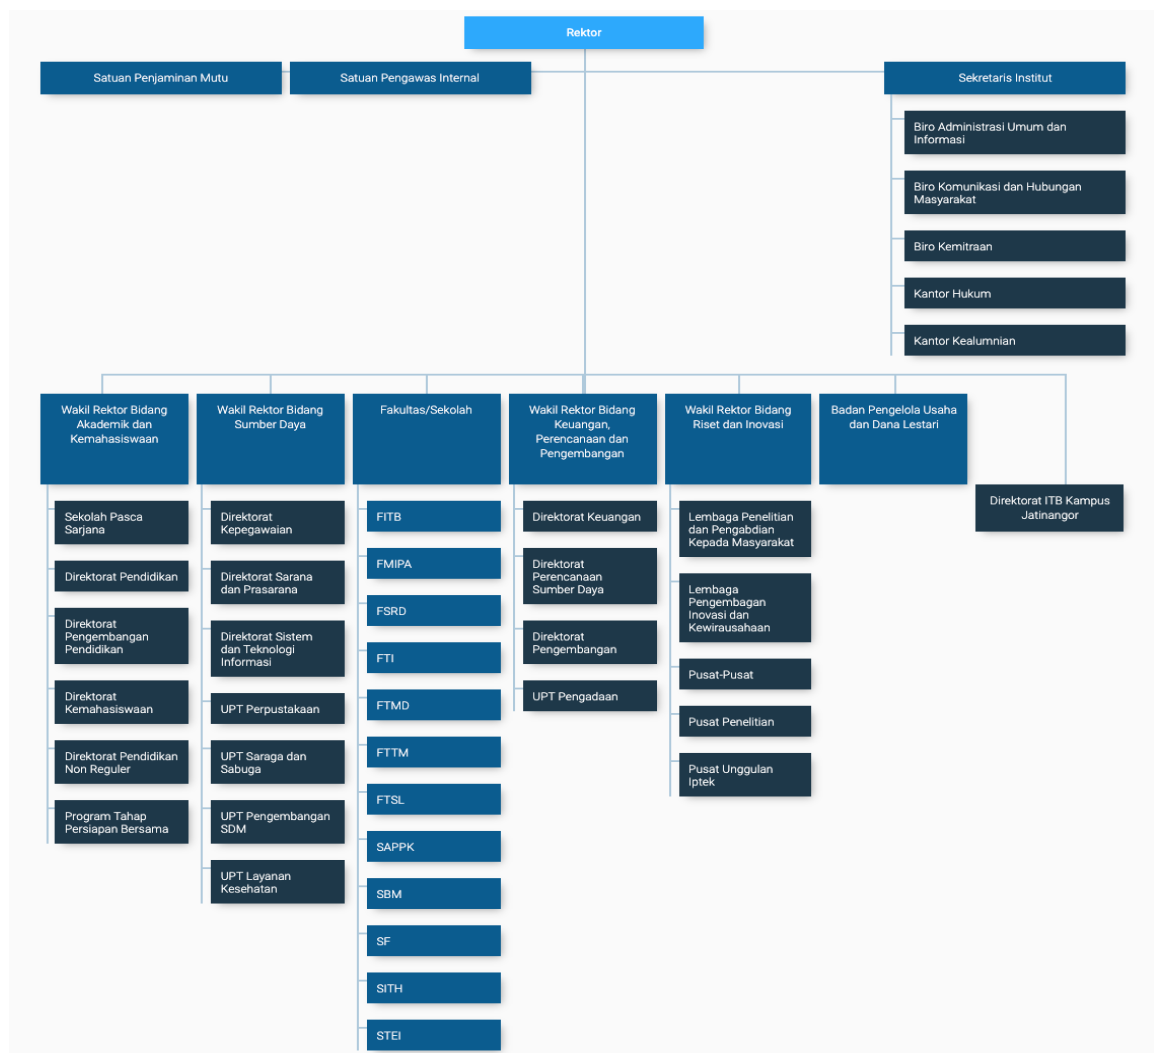 Rektor
Satuan Penjaminan Mutu
Satuan Pengawas Internal
Sekretaris Institut
Biro Administrasi Umum dan
Informasi
Biro Komunikasi dan Hubungan
Masyarakat
Biro Kemitraan
Kantor Hukum
Kantor Kealumnian
Wakil Rektor Bidang
Akademik dan
Kemahasiswaan
Sekolah Pasca
Sarjana
Direktorat Pendidikan
Direktorat
Pengembangan
Pendidikan
Direktorat
Kemahasiswaan
Direktorat Pendidikan
Non Reguler
Program Tahap
Persiapan Bersama
Wakil Rektor Bidang
Sumber Daya
Direktorat
Kepegawaian
Direktorat Sarana
dan Prasarana
Direktorat Sistem
dan Teknologi
Informasi
UPT Perpustakaan
UPT Saraga dan
Sabuga
UPT Pengembangan
SDM
UPT Layanan
Kesehatan
Fakultas/Sekolah
FITB
FMIPA
FSRD
FTI
FTMD
FTTM
FTSL
SAPPK
SBM
SF
SITH
STEI
Wakil Rektor Bidang
Keuangan,
Perencanaan dan
Pengembangan
Direktorat Keuangan
Direktorat
Perencanaan
Sumber Daya
Direktorat
Pengembangan
UPT Pengadaan
Wakil Rektor Bidang
Riset dan Inovasi
Lembaga Penelitian
dan Pengabdian
Kepada Masyarakat
Lembaga
Pengembagan
Inovasi dan
Kewirausahaan
Pusat-Pusat
Pusat Penelitian
Pusat Unggulan
Iptek
Badan Pengelola Usaha
dan Dana Lestari
Direktorat ITB Kampus
Jatinangor